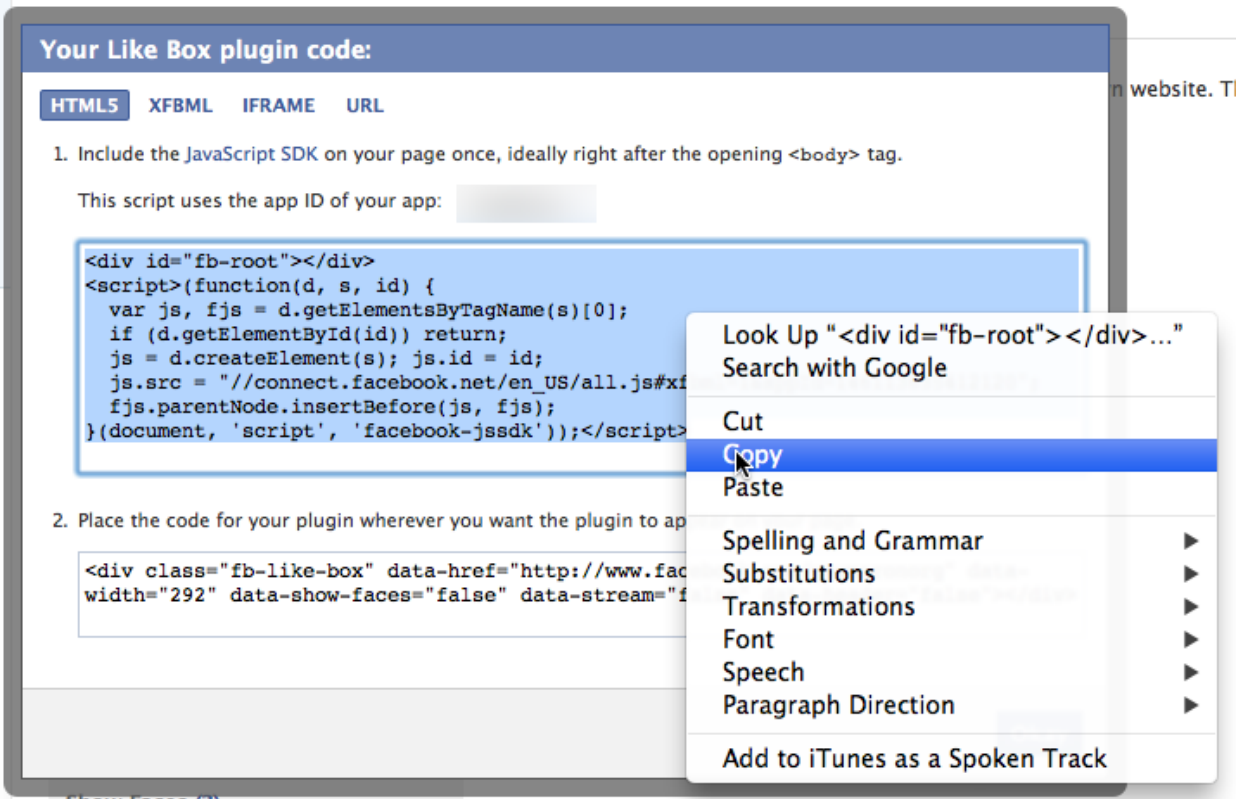 Your Like Box plugin code:
HTML5 XFBML IFRAME URL
n website. Th
1. Include the JavaScript SDK on your page once, ideally right after the opening <body> tag.
This script uses the app ID of your app:
<div id="fb-root"></div>
<script>(function(d, s, id) {
var js, fjs = d.getElementsByTagName(s)[0];
if (d.getElementById(id)) return;
js = d.createElement(s); js.id = id;
js.src = "//connect.facebook.net/en_US/all.js#xf
fjs.parentNode.insertBefore(js, fjs);
}(document, 'script', 'facebook-jssdk'));</script>
2. Place the code for your plugin wherever you want the plugin to ap
<div class="fb-like-box" data-href="http://www.fac
width="292" data-show-faces="false" data-stream="f
Look Up “<div id="fb-root"></div>…”
Search with Google
Cut
Copy
Paste
Spelling and Grammar
Substitutions
Transformations
Font
Speech
Paragraph Direction
Add to iTunes as a Spoken Track
Show Faces (?)